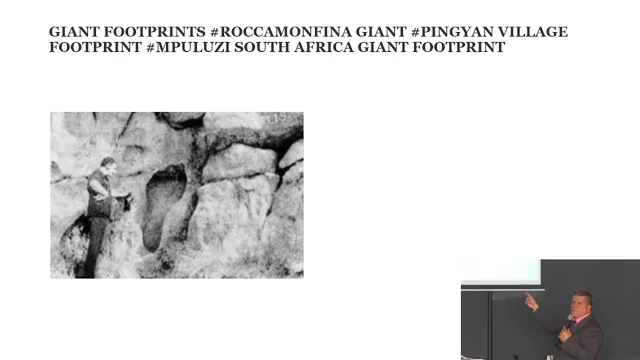 GIANT FOOTPRINTS #ROCCAMONFINA GIANT #PINGYAN VILLAGE
FOOTPRINT #MPULUZI SOUTH AFRICA GIANT FOOTPRINT